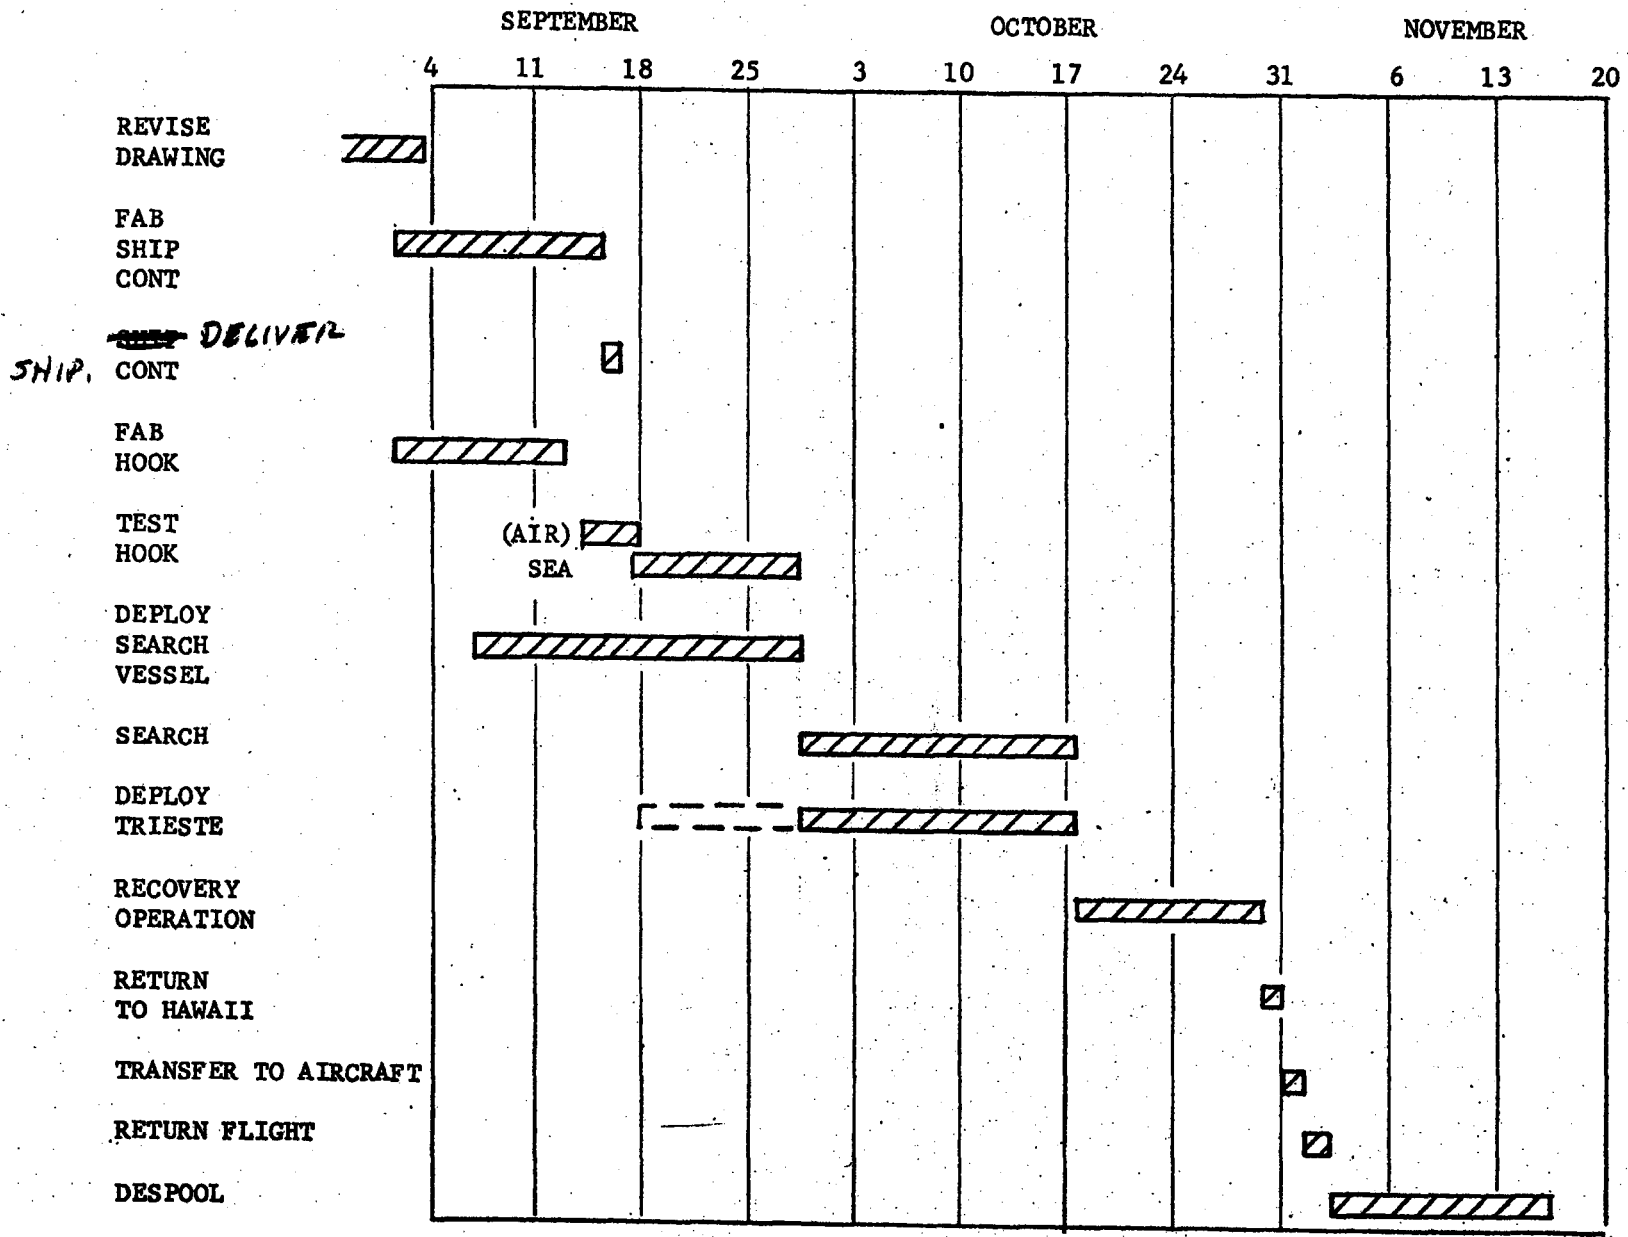 SEPTEMBER OCTOBER NOVEMBER
4 11 18 25 3 10 17 24 31 6 13 20
REVISE
DRAWING
FAB
SHIP
CONT
DELIVER
SHIP. CONT
FAB
HOOK
TEST (AIR)
HOOK SEA
DEPLOY
SEARCH
VESSEL
SEARCH
DEPLOY
TRIESTE
RECOVERY
OPERATION
RETURN
TO HAWAII
TRANSFER TO AIRCRAFT
RETURN FLIGHT
DESPOOL